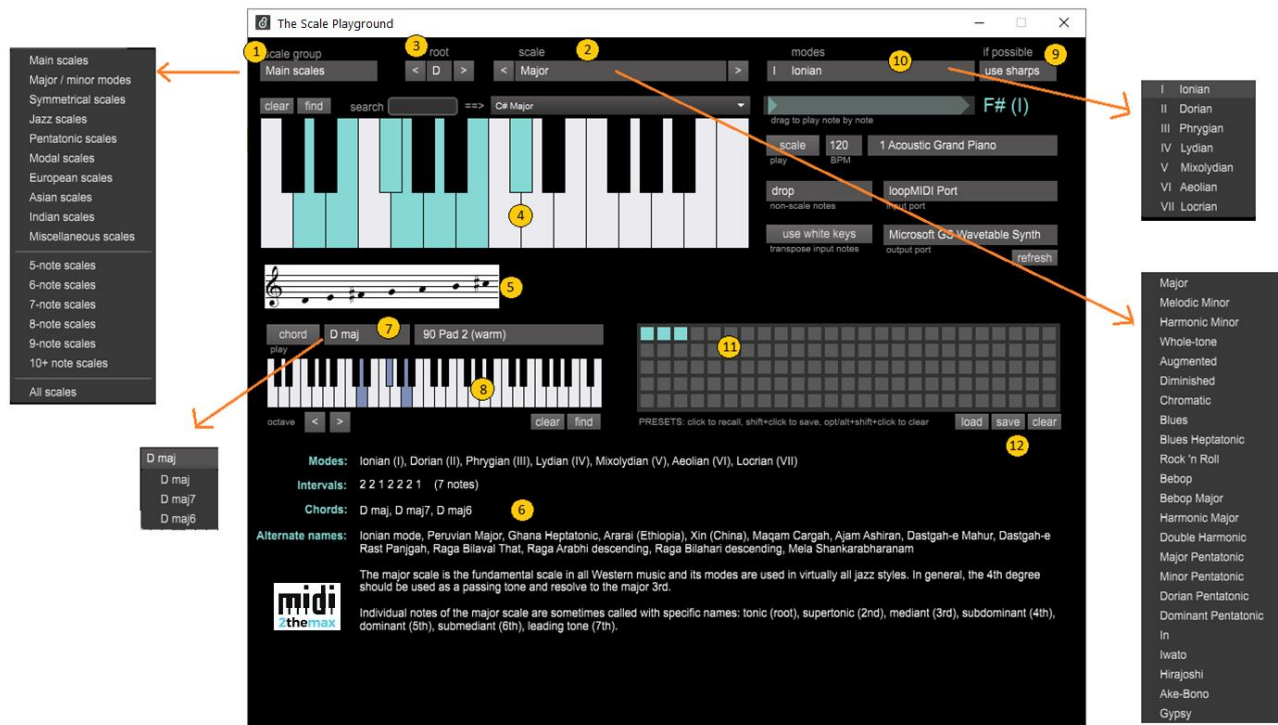 The Scale Playground
1
scale group
Main scales
3
root
< D >
scale
2
< Major >
modes
I Ionian
10
if possible
9
use sharps
clear find search ==> C# Major
drag to play note by note
F# (I)
scale
play
120
BPM
1 Acoustic Grand Piano
drop
non-scale notes
loopMIDI Port
input port
use white keys
transpose input notes
Microsoft GS Wavetable Synth
output port
refresh
4
5
chord
play
D maj
7
90 Pad 2 (warm)
8
octave < >
clear find
11
PRESETS: click to recall, shift+click to save, opt/alt+shift+click to clear
load save clear
12
Modes: Ionian (I), Dorian (II), Phrygian (III), Lydian (IV), Mixolydian (V), Aeolian (VI), Locrian (VII)
Intervals: 2 2 1 2 2 2 1 (7 notes)
Chords: D maj, D maj7, D maj6
6
Alternate names: Ionian mode, Peruvian Major, Ghana Heptatonic, Ararai (Ethiopia), Xin (China), Maqam Cargah, Ajam Ashiran, Dastgah-e Mahur, Dastgah-e
Rast Panjgah, Raga Bilaval That, Raga Arabhi descending, Raga Bilahari descending, Mela Shankarabharanam
The major scale is the fundamental scale in all Western music and its modes are used in virtually all jazz styles. In general, the 4th degree
should be used as a passing tone and resolve to the major 3rd.
Individual notes of the major scale are sometimes called with specific names: tonic (root), supertonic (2nd), mediant (3rd), subdominant (4th),
dominant (5th), submediant (6th), leading tone (7th).
midi
2themax
Main scales
Major / minor modes
Symmetrical scales
Jazz scales
Pentatonic scales
Modal scales
European scales
Asian scales
Indian scales
Miscellaneous scales
5-note scales
6-note scales
7-note scales
8-note scales
9-note scales
10+ note scales
All scales
D maj
D maj
D maj7
D maj6
I Ionian
II Dorian
III Phrygian
IV Lydian
V Mixolydian
VI Aeolian
VII Locrian
Major
Melodic Minor
Harmonic Minor
Whole-tone
Augmented
Diminished
Chromatic
Blues
Blues Heptatonic
Rock 'n Roll
Bebop
Bebop Major
Harmonic Major
Double Harmonic
Major Pentatonic
Minor Pentatonic
Dorian Pentatonic
Dominant Pentatonic
In
Iwato
Hirajoshi
Ake-Bono
Gypsy